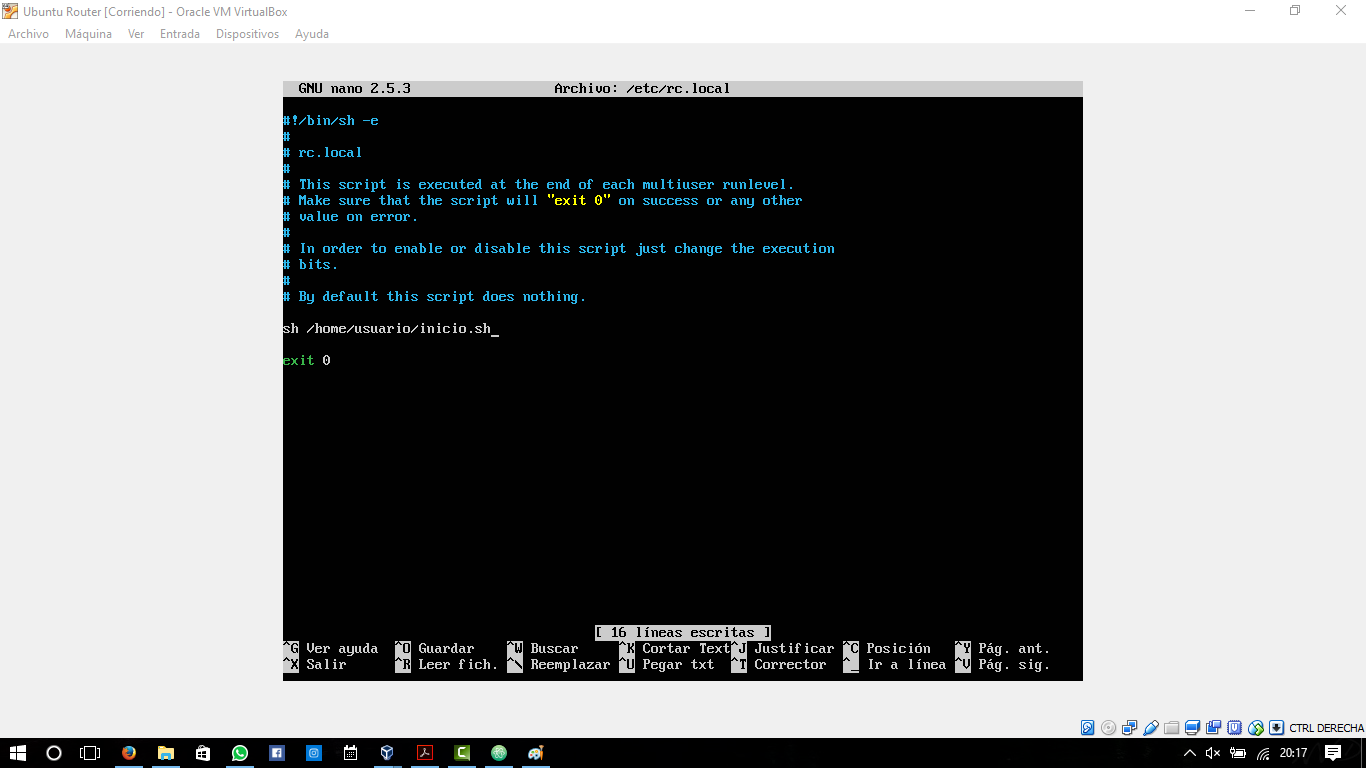 Ubuntu Router [Corriendo] - Oracle VM VirtualBox
Archivo Máquina Ver Entrada Dispositivos Ayuda
GNU nano 2.5.3 Archivo: /etc/rc.local
#!/bin/sh -e
#
# rc.local
#
# This script is executed at the end of each multiuser runlevel.
# Make sure that the script will "exit 0" on success or any other
# value on error.
#
# In order to enable or disable this script just change the execution
# bits.
#
# By default this script does nothing.
sh /home/usuario/inicio.sh_
exit 0
[ 16 líneas escritas ]
^G Ver ayuda ^O Guardar ^W Buscar ^K Cortar Text ^J Justificar ^C Posición ^Y Pág. ant.
^X Salir ^R Leer fich. ^\ Reemplazar ^U Pegar txt ^T Corrector ^_ Ir a línea ^V Pág. sig.
CTRL DERECHA
20:17